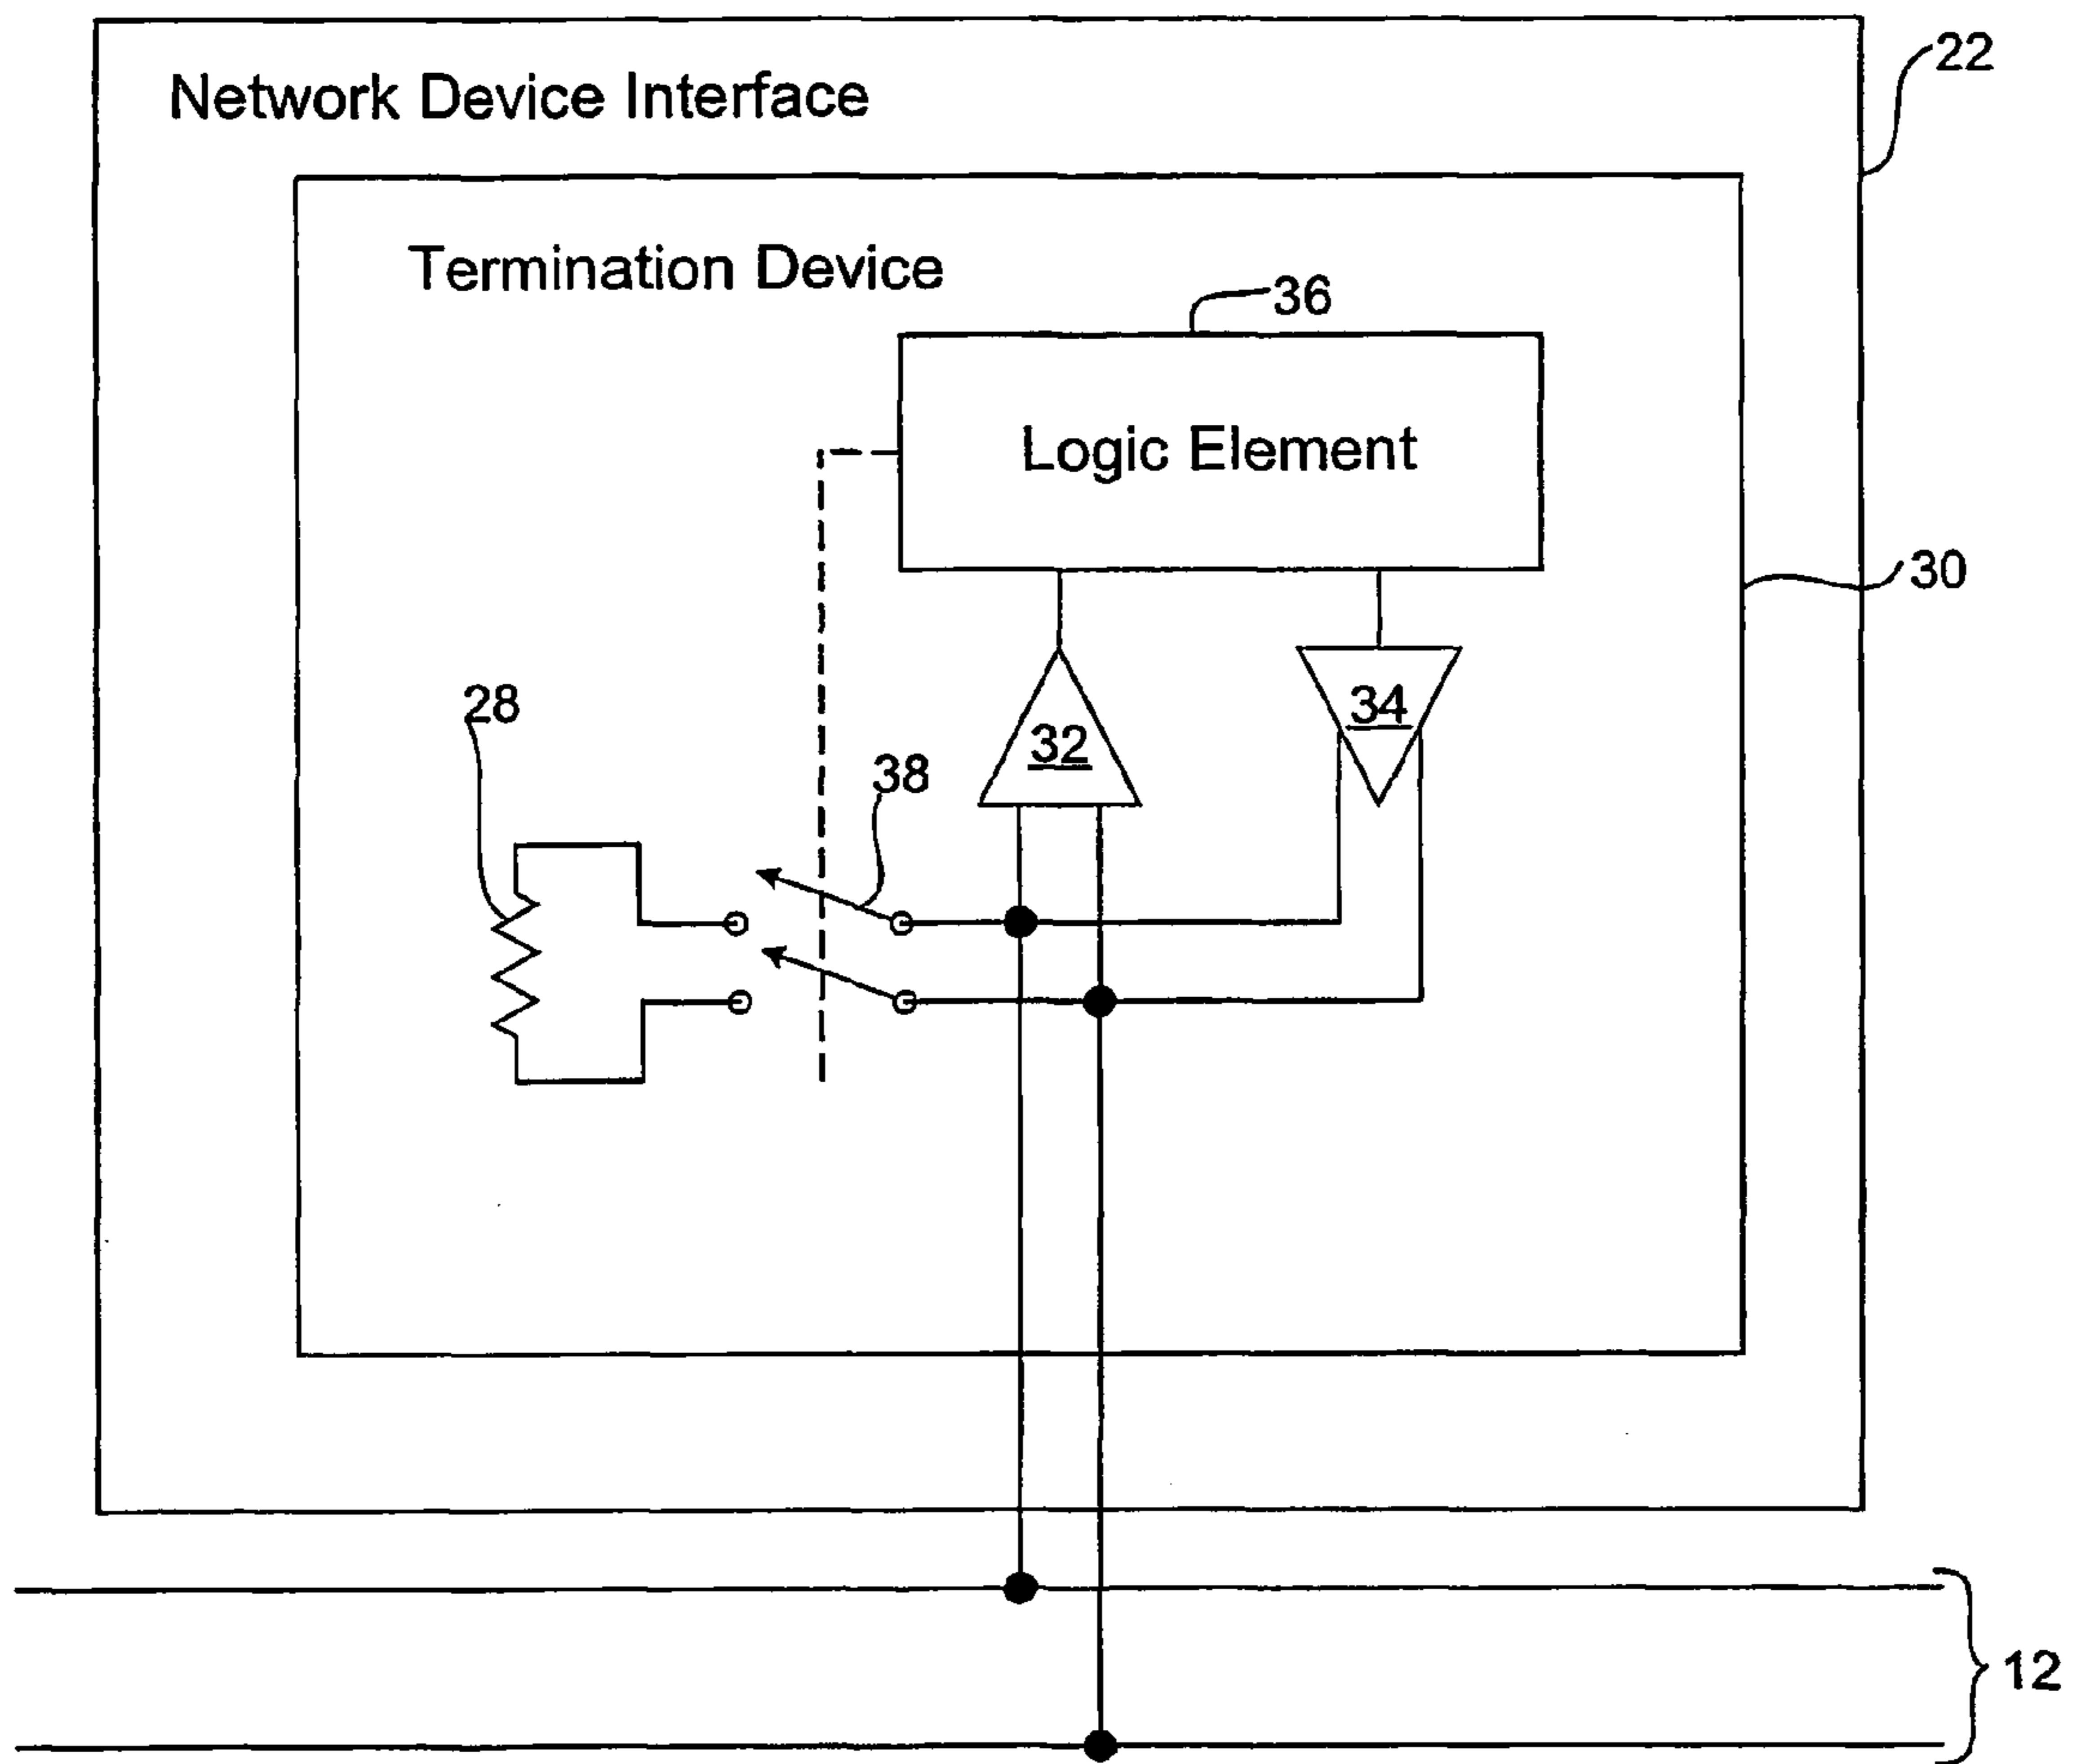 22
Network Device Interface
Termination Device
36
Logic Element
30
28
34
32
38
12